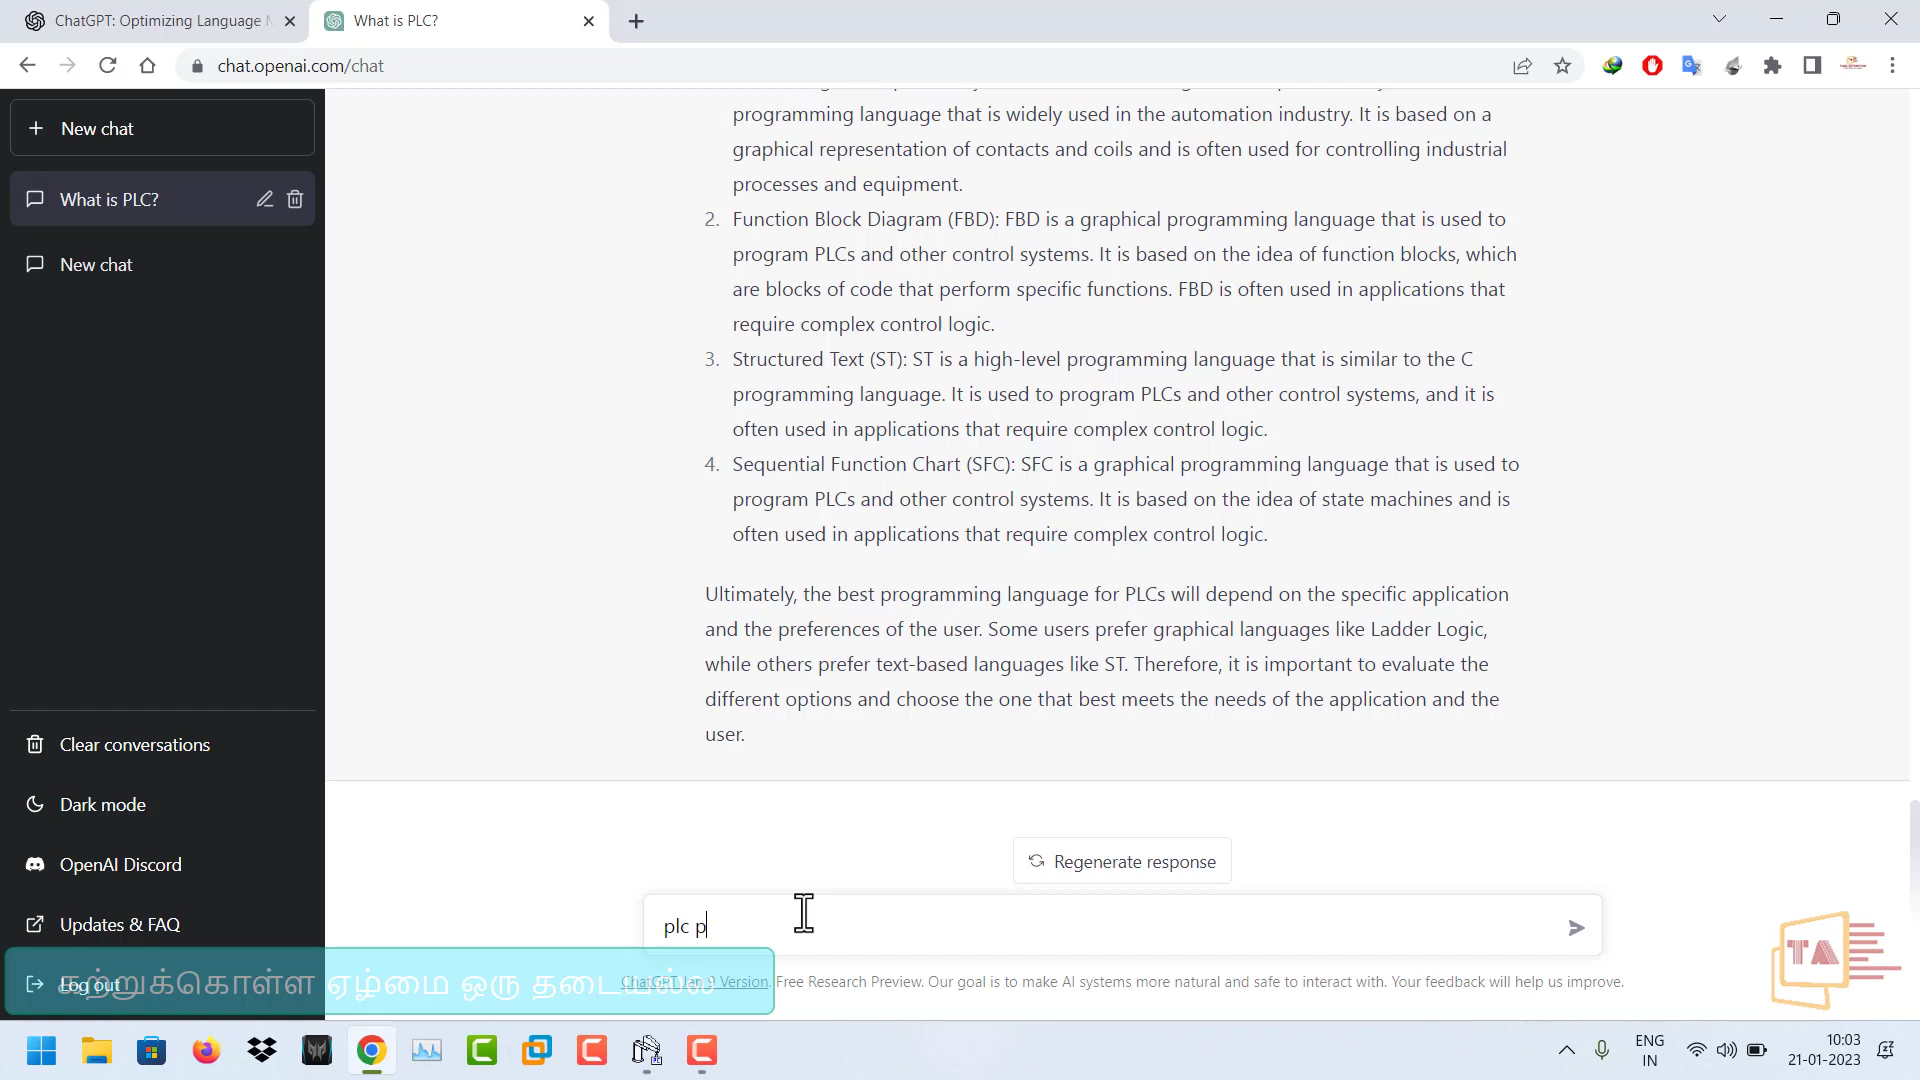 ChatGPT: Optimizing Language M
What is PLC?
chat.openai.com/chat
New chat
What is PLC?
New chat
programming language that is widely used in the automation industry. It is based on a
graphical representation of contacts and coils and is often used for controlling industrial
processes and equipment.
2. Function Block Diagram (FBD): FBD is a graphical programming language that is used to
program PLCs and other control systems. It is based on the idea of function blocks, which
are blocks of code that perform specific functions. FBD is often used in applications that
require complex control logic.
3. Structured Text (ST): ST is a high-level programming language that is similar to the C
programming language. It is used to program PLCs and other control systems, and it is
often used in applications that require complex control logic.
4. Sequential Function Chart (SFC): SFC is a graphical programming language that is used to
program PLCs and other control systems. It is based on the idea of state machines and is
often used in applications that require complex control logic.
Ultimately, the best programming language for PLCs will depend on the specific application
and the preferences of the user. Some users prefer graphical languages like Ladder Logic,
while others prefer text-based languages like ST. Therefore, it is important to evaluate the
different options and choose the one that best meets the needs of the application and the
user.
Clear conversations
Dark mode
OpenAI Discord
Updates & FAQ
Log out
Regenerate response
plc p
கற்றுக்கொள்ள ஏழ்மை ஒரு தடையல்ல
ChatGPT Jan 9 Version. Free Research Preview. Our goal is to make AI systems more natural and safe to interact with. Your feedback will help us improve.
TA
ENG
IN
10:03
21-01-2023